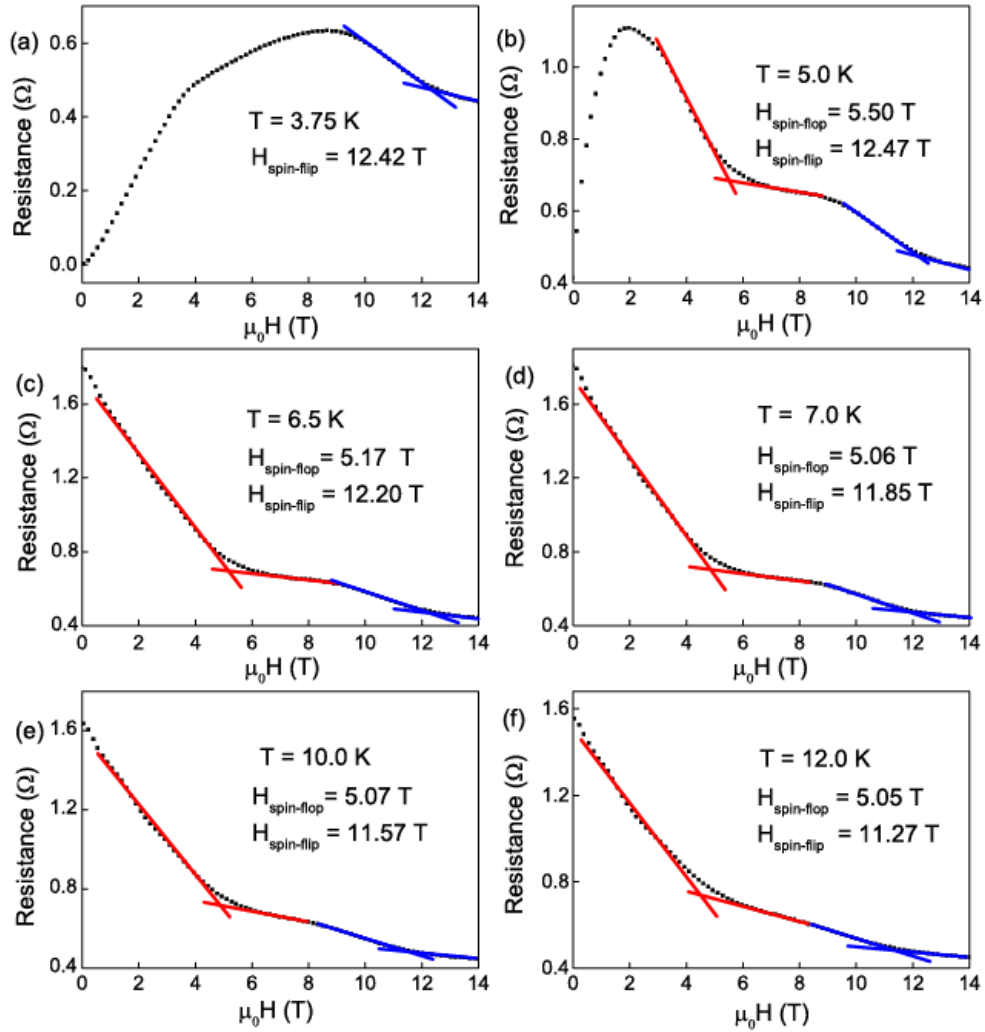 (a)
Resistance (Ω)
0.6
0.4
0.2
0.0
T = 3.75 K
Hspin-flip = 12.42 T
0 2 4 6 8 10 12 14
μ0H (T)
(b)
Resistance (Ω)
1.0
0.8
0.6
0.4
T = 5.0 K
Hspin-flop = 5.50 T
Hspin-flip = 12.47 T
0 2 4 6 8 10 12 14
μ0H (T)
(c)
Resistance (Ω)
1.6
1.2
0.8
0.4
T = 6.5 K
Hspin-flop = 5.17 T
Hspin-flip = 12.20 T
0 2 4 6 8 10 12 14
μ0H (T)
(d)
Resistance (Ω)
1.6
1.2
0.8
0.4
T = 7.0 K
Hspin-flop = 5.06 T
Hspin-flip = 11.85 T
0 2 4 6 8 10 12 14
μ0H (T)
(e)
Resistance (Ω)
1.6
1.2
0.8
0.4
T = 10.0 K
Hspin-flop = 5.07 T
Hspin-flip = 11.57 T
0 2 4 6 8 10 12 14
μ0H (T)
(f)
Resistance (Ω)
1.6
1.2
0.8
0.4
T = 12.0 K
Hspin-flop = 5.05 T
Hspin-flip = 11.27 T
0 2 4 6 8 10 12 14
μ0H (T)